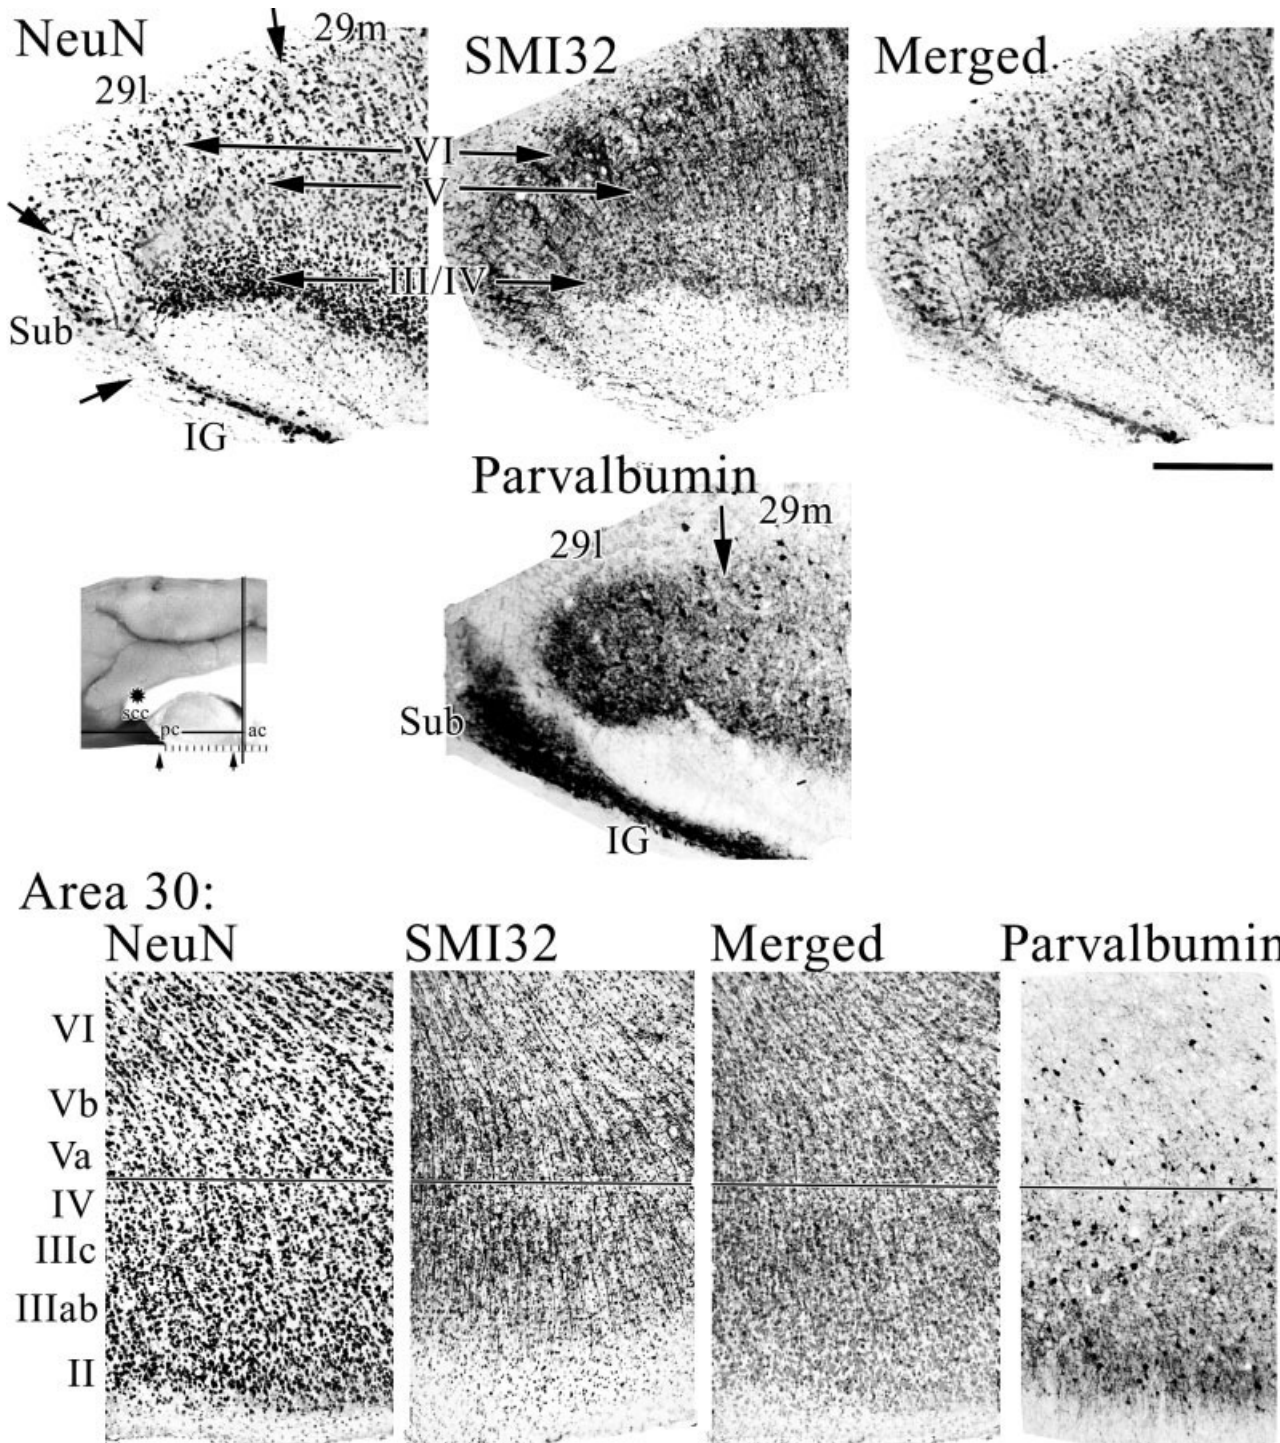 NeuN
29m
29l
SMI32
Merged
VI
V
III/IV
Sub
IG
Parvalbumin
29m
29l
Sub
IG
scc
pc
ac
Area 30:
NeuN
SMI32
Merged
Parvalbumin
VI
Vb
Va
IV
IIIc
IIIab
II